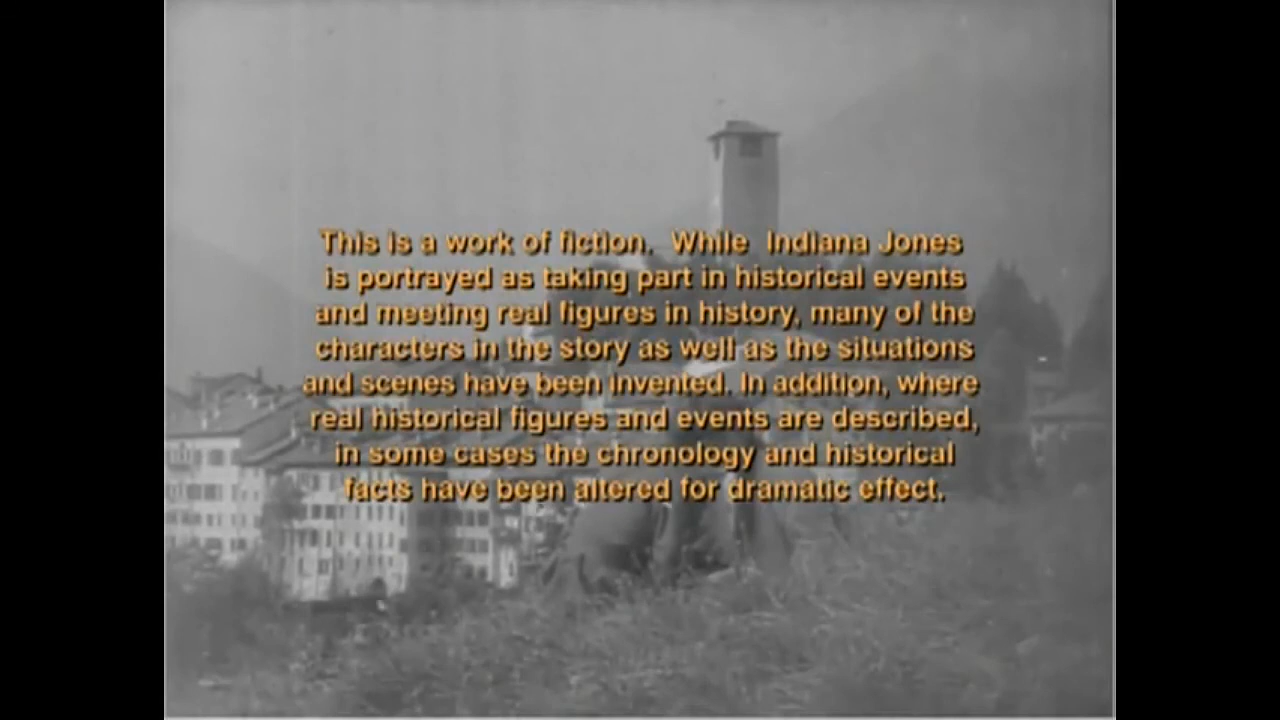 This is a work of fiction. While Indiana Jones
is portrayed as taking part in historical events
and meeting real figures in history, many of the
characters in the story as well as the situations
and scenes have been invented. In addition, where
real historical figures and events are described,
in some cases the chronology and historical
facts have been altered for dramatic effect.